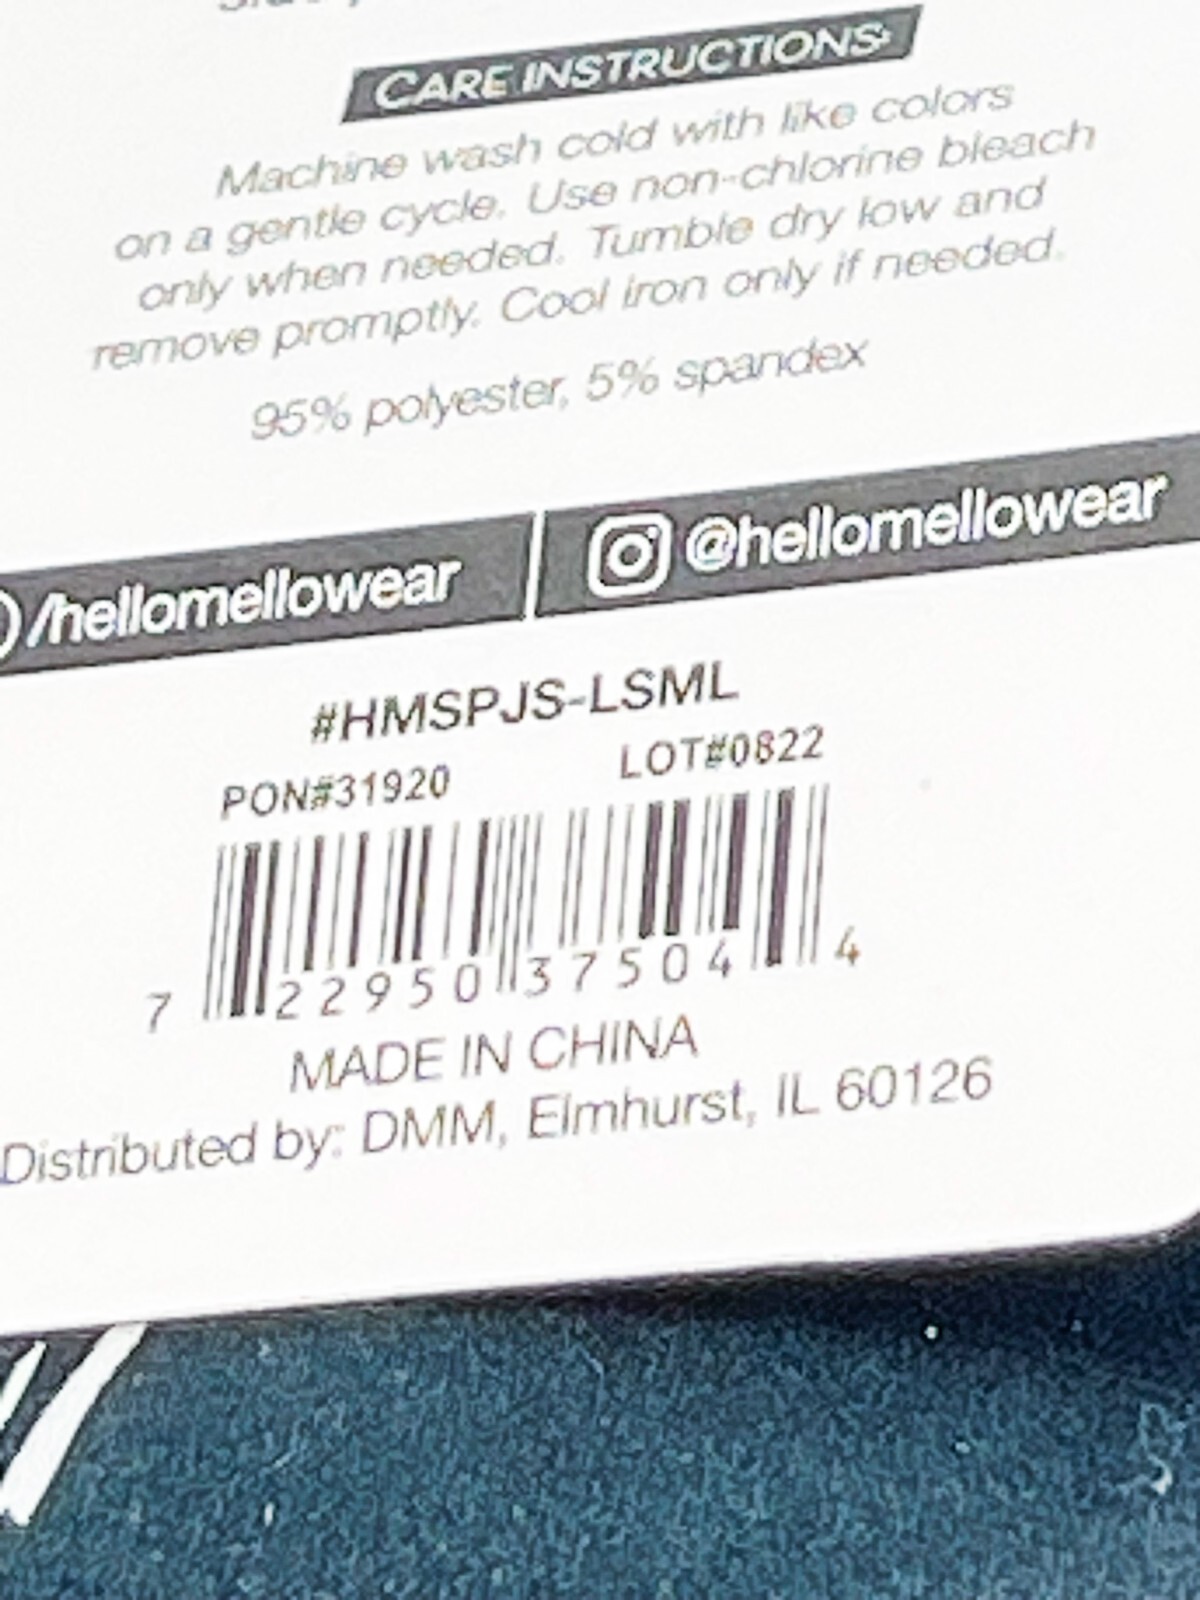 CARE INSTRUCTIONS:
Machine wash cold with like colors
on a gentle cycle. Use non-chlorine bleach
only when needed. Tumble dry low and
remove promptly. Cool iron only if needed.
95% polyester, 5% spandex
/hellomellowear @hellomellowear
#HMSPJS-LSML
PON#31920 LOT#0822
7 22950 37504 4
MADE IN CHINA
Distributed by: DMM, Elmhurst, IL 60126